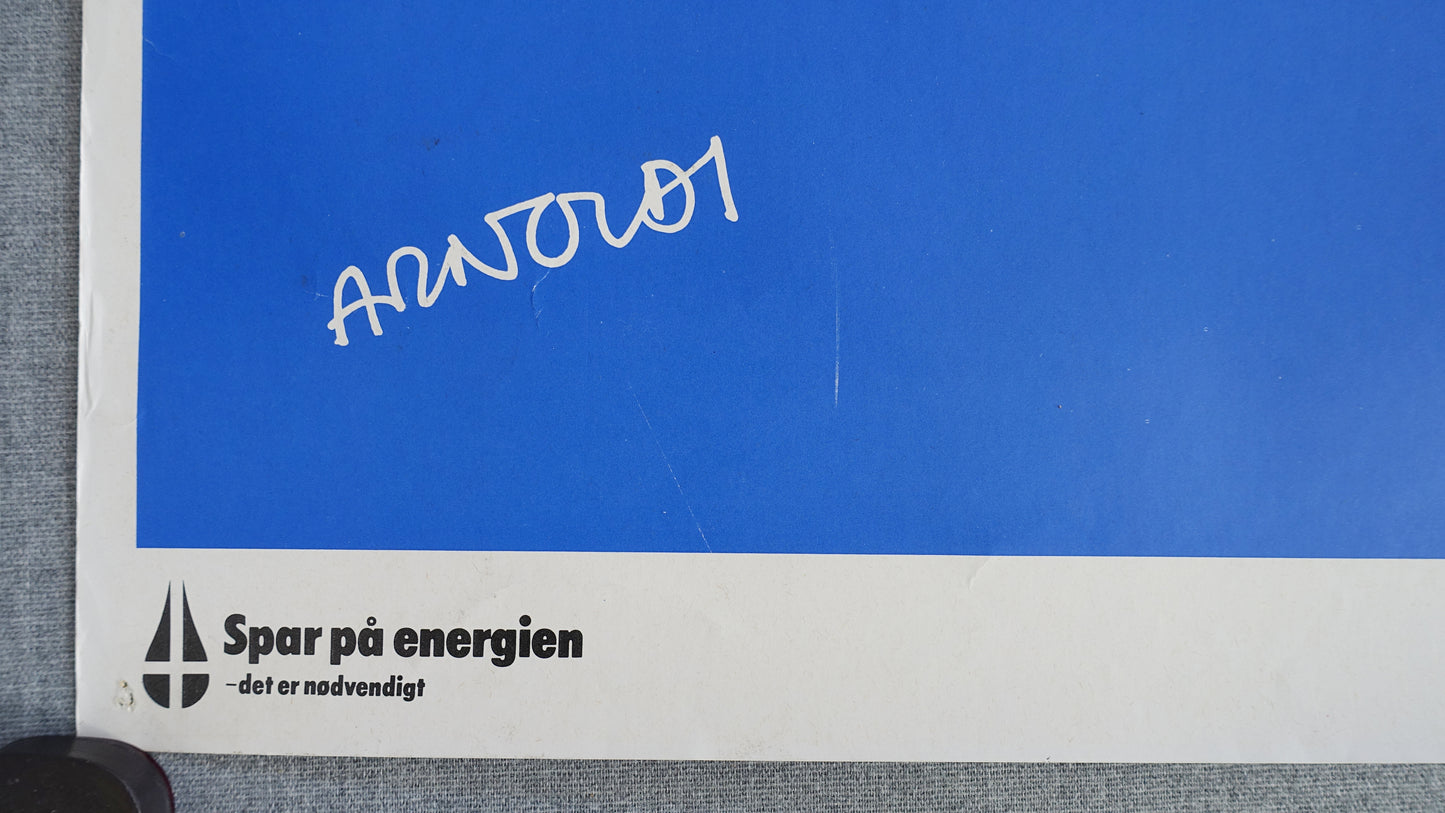 ARNOLDI
Spar på energien
–det er nødvendigt